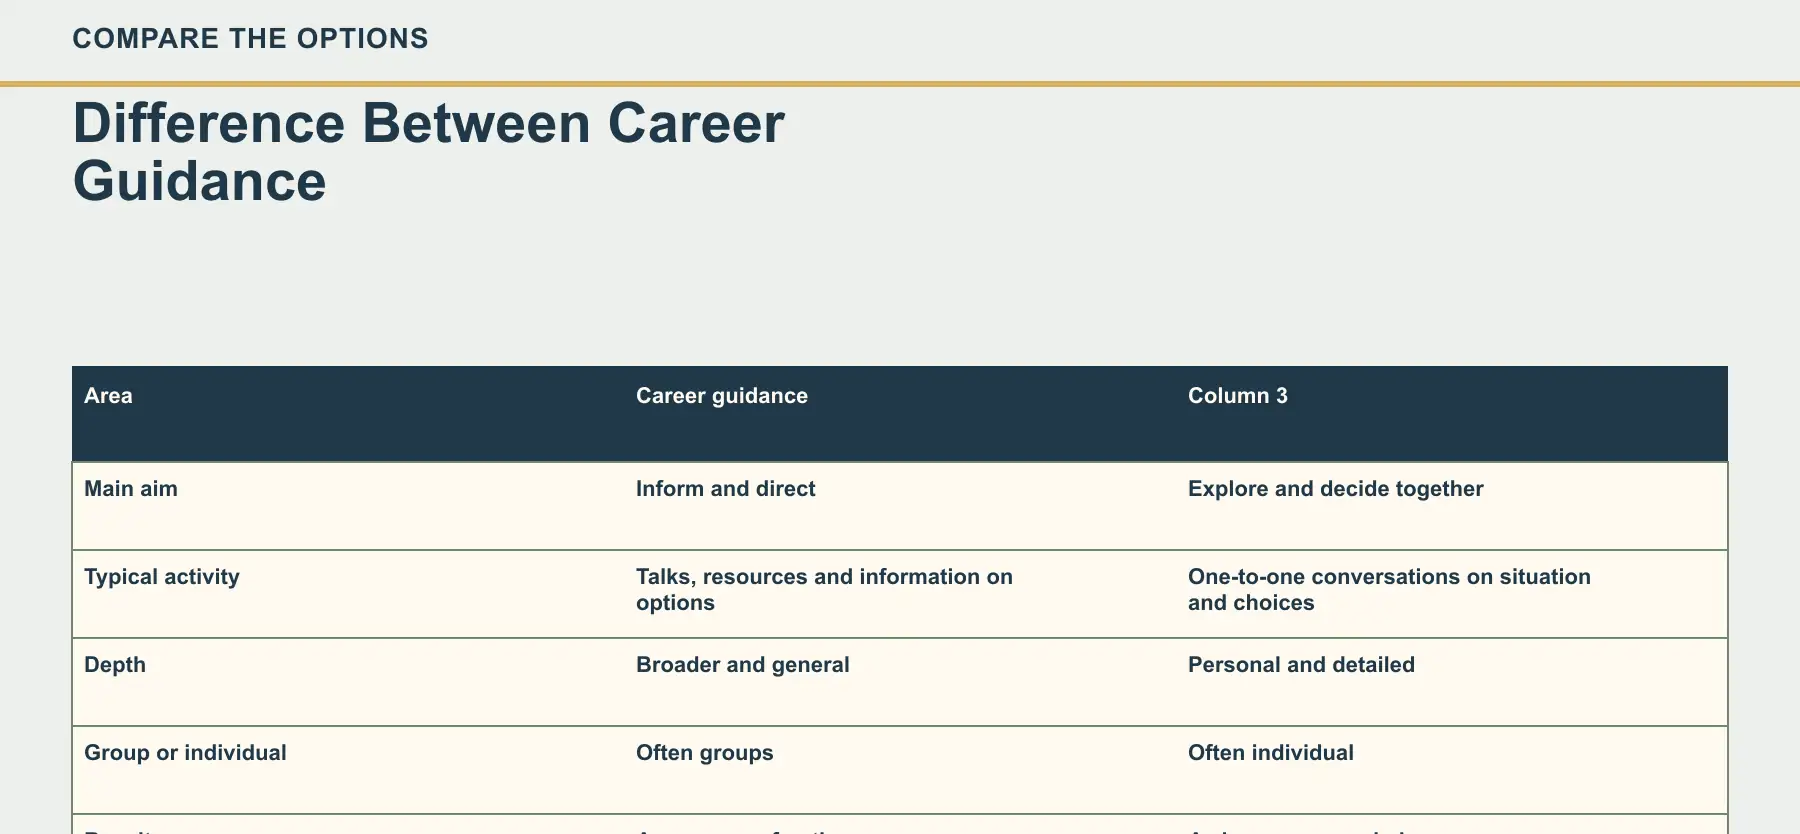 COMPARE THE OPTIONS
Difference Between Career
Guidance
Area
Career guidance
Column 3
Main aim
Inform and direct
Explore and decide together
Typical activity
Talks, resources and information on
options
One-to-one conversations on situation
and choices
Depth
Broader and general
Personal and detailed
Group or individual
Often groups
Often individual